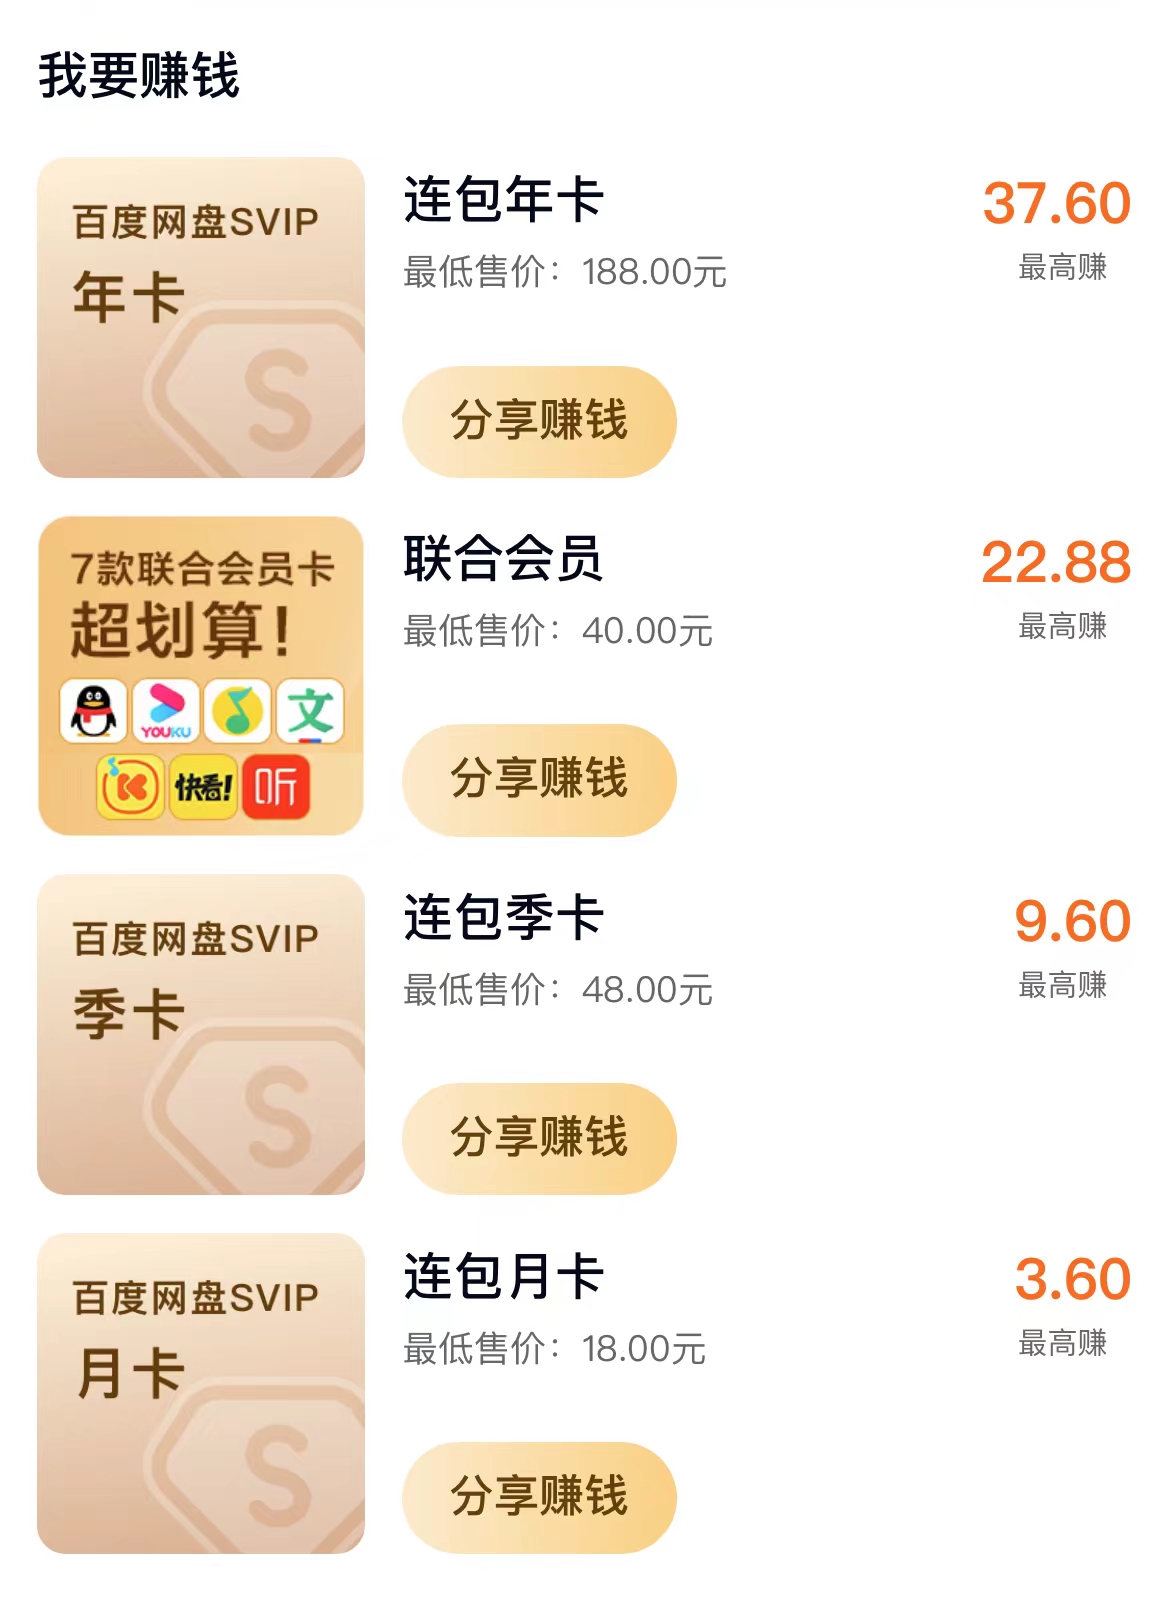 我要赚钱
百度网盘SVIP
年卡
S
连包年卡
最低售价：188.00元
分享赚钱
37.60
最高赚
7款联合会员卡
超划算！
YOUKU
文
K
快看!
听
联合会员
最低售价：40.00元
分享赚钱
22.88
最高赚
百度网盘SVIP
季卡
S
连包季卡
最低售价：48.00元
分享赚钱
9.60
最高赚
百度网盘SVIP
月卡
S
连包月卡
最低售价：18.00元
分享赚钱
3.60
最高赚